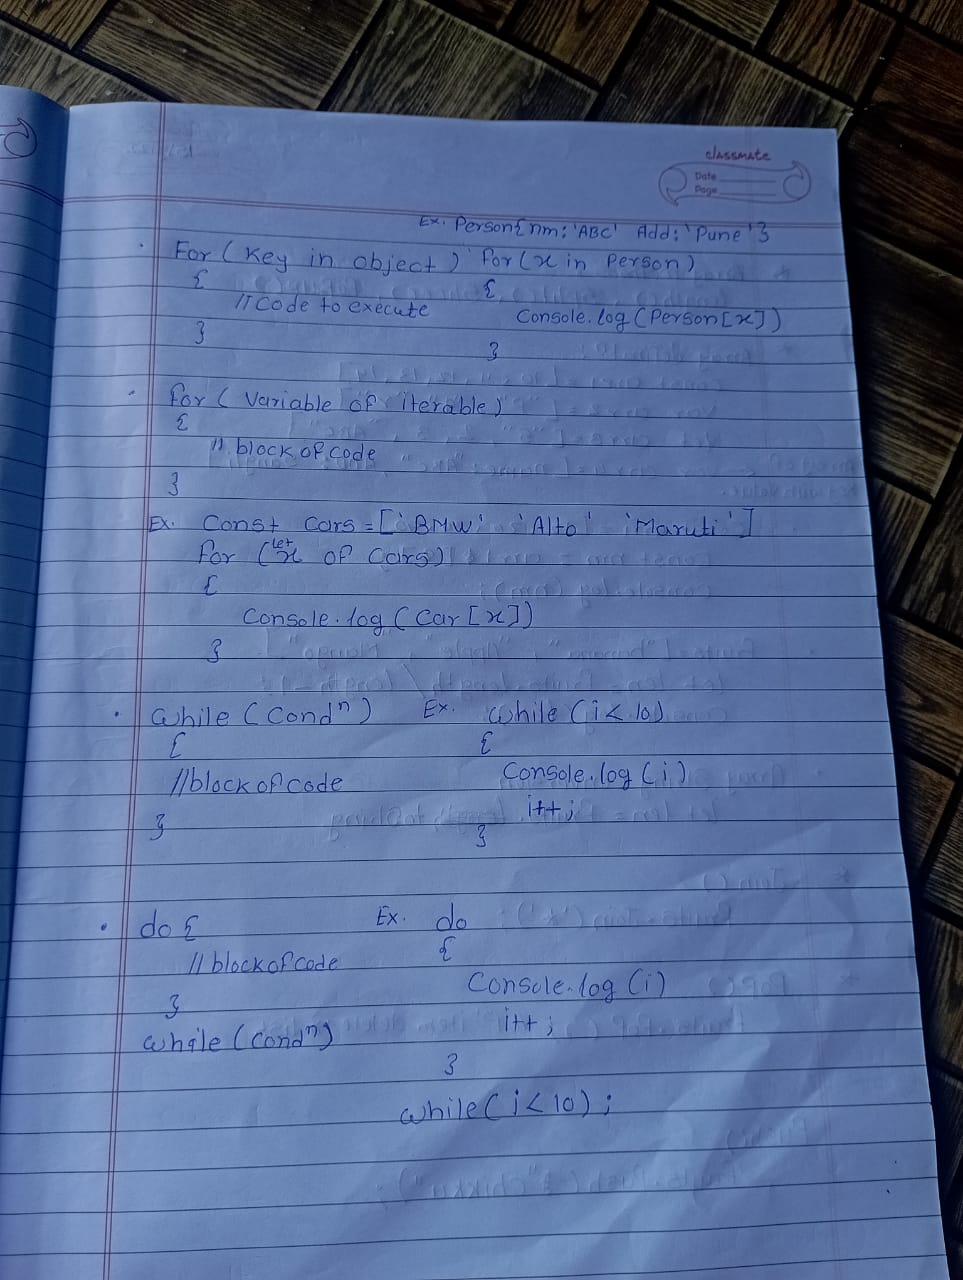 classmate
Date
Page
Ex. Person{nm: 'ABC' Add: 'Pune'}
For (Key in object) for (x in Person)
{ {
// Code to execute Console.log (Person[x])
} }
for (variable of iterable)
{
// block of code
}
Ex. Const Cars = ['BMW' 'Alto' 'Maruti']
for (let x of Cars)
{
Console.log (Car [x])
}
while (Condⁿ) Ex. while (i < 10)
{ {
//block of code Console.log (i)
i++;
} }
do { Ex. do
// block of code {
Console.log (i)
} i++;
while (condⁿ)
}
while (i < 10);